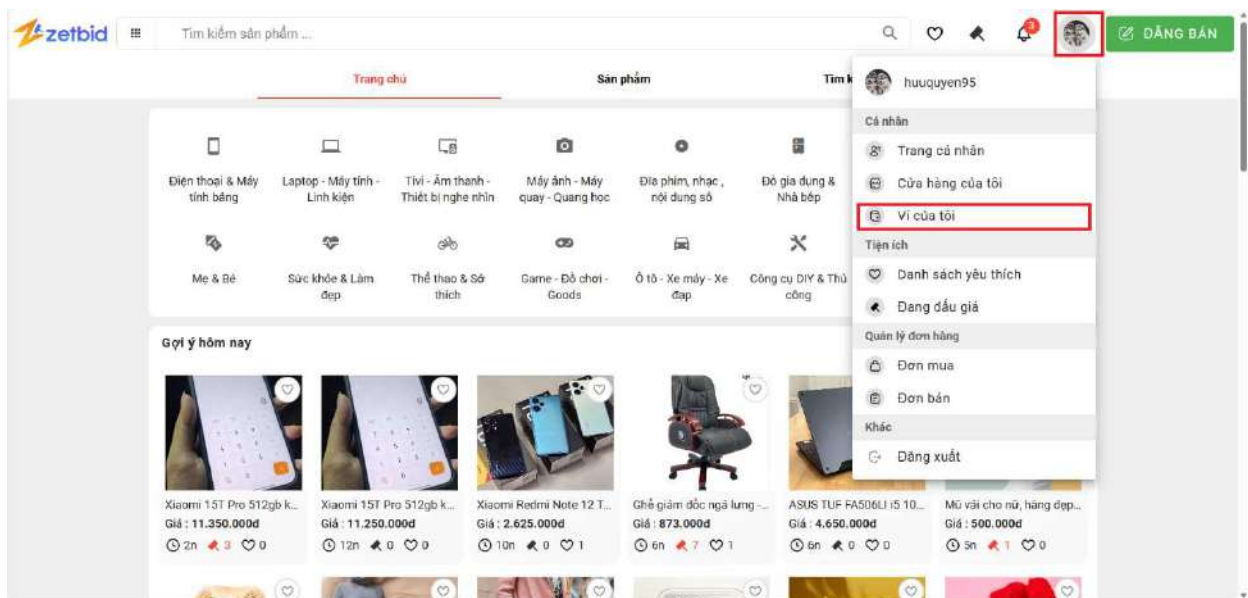 zetbid
Tìm kiếm sản phẩm ...
3
ĐĂNG BÁN
Trang chủ
Sản phẩm
Tìm k
huuquyen95
Cá nhân
Trang cá nhân
Cửa hàng của tôi
Ví của tôi
Tiện ích
Danh sách yêu thích
Đang đấu giá
Quản lý đơn hàng
Đơn mua
Đơn bán
Khác
Đăng xuất
Điện thoại & Máy
tính bảng
Laptop - Máy tính -
Linh kiện
Tivi - Âm thanh -
Thiết bị nghe nhìn
Máy ảnh - Máy
quay - Quang học
Đĩa phim, nhạc ,
nội dung số
Đồ gia dụng &
Nhà bếp
Mẹ & Bé
Sức khỏe & Làm
đẹp
Thể thao & Sở
thích
Game - Đồ chơi -
Goods
Ô tô - Xe máy - Xe
đạp
Công cụ DIY & Thủ
công
Gợi ý hôm nay
Xiaomi 15T Pro 512gb k...
Giá : 11.350.000đ
2n 3 0
Xiaomi 15T Pro 512gb k...
Giá : 11.250.000đ
12n 0 0
Xiaomi Redmi Note 12 T...
Giá : 2.625.000đ
10n 0 1
Ghế giám đốc ngả lưng -...
Giá : 873.000đ
6n 7 1
ASUS TUF FA506LI i5 10...
Giá : 4.650.000đ
6n 0 0
Mũ vải cho nữ, hàng đẹp...
Giá : 500.000đ
5n 1 0